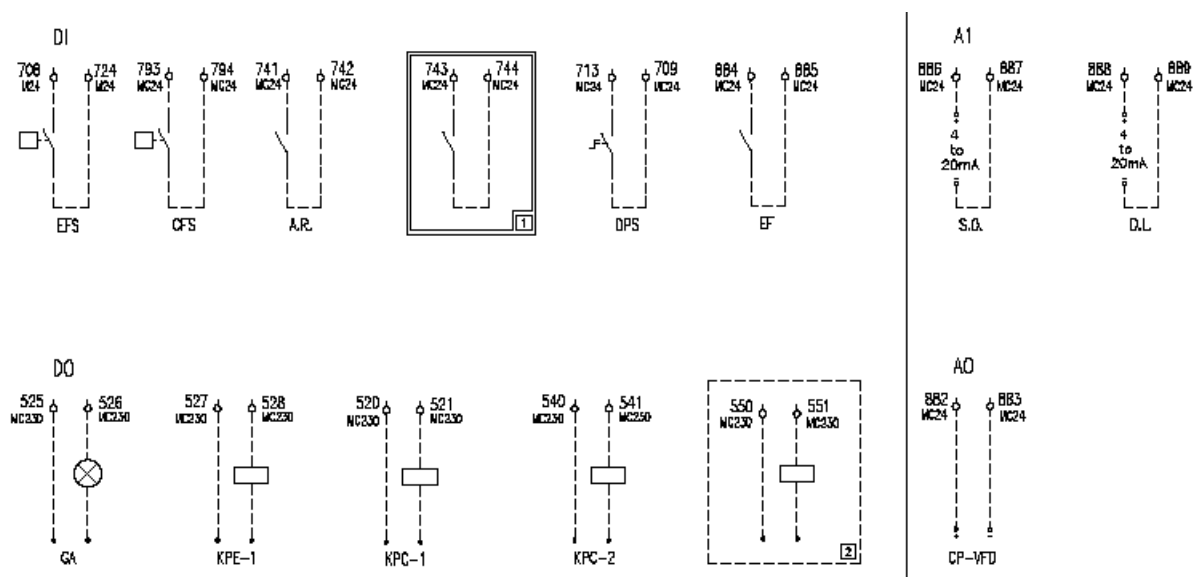 DI
708 724 793 794 741 742 743 744 713 709 884 885
M24 M24 MC24 MC24 MC24 MC24 MC24 MC24 MC24 MC24 MC24 MC24
1
EFS CFS A.R. DPS EF
A1
886 887 888 889
MC24 MC24 MC24 MC24
+ +
4 4
to to
20mA 20mA
S.O. D.L.
DO
525 526 527 528 520 521 540 541 550 551
MC230 MC230 MC230 MC230 MC230 MC230 MC230 MC230 MC230 MC230
2
GA KPE-1 KPC-1 KPC-2
AO
882 883
MC24 MC24
+
CP-VFD